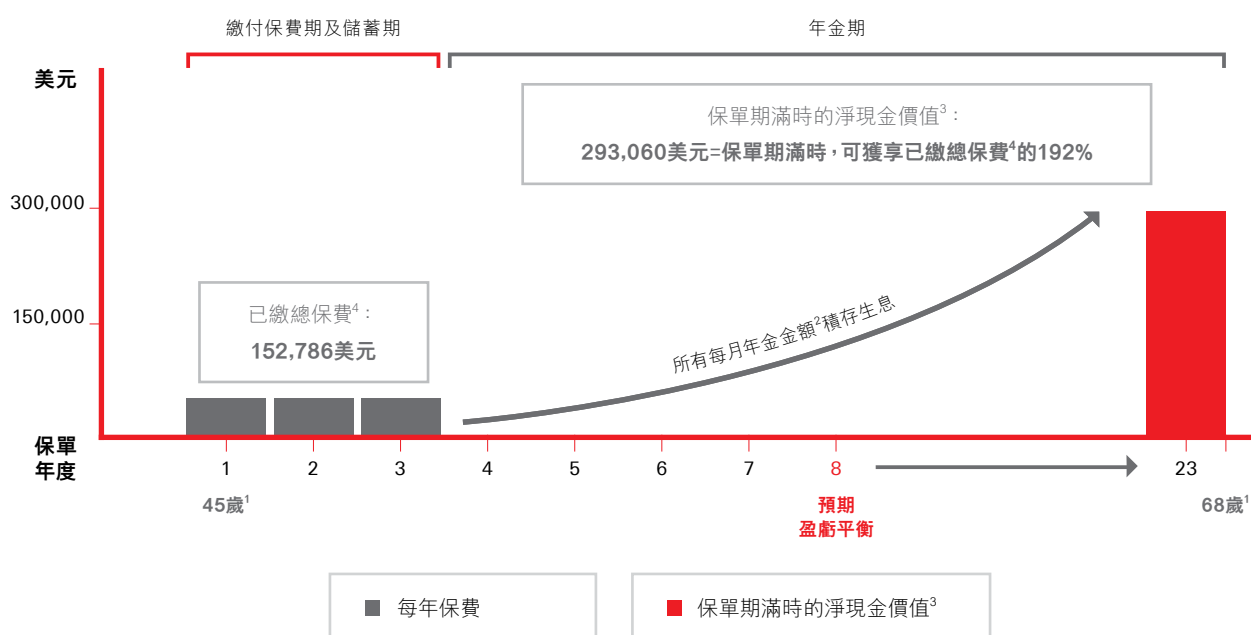 繳付保費期及儲蓄期
年金期
美元
保單期滿時的淨現金價值3：
293,060美元=保單期滿時，可獲享已繳總保費4的192%
300,000
已繳總保費4：
152,786美元
150,000
所有每月年金金額2積存生息
保單
年度
1 2 3 4 5 6 7 8 23
45歲1
68歲1
預期
盈虧平衡
每年保費
保單期滿時的淨現金價值3